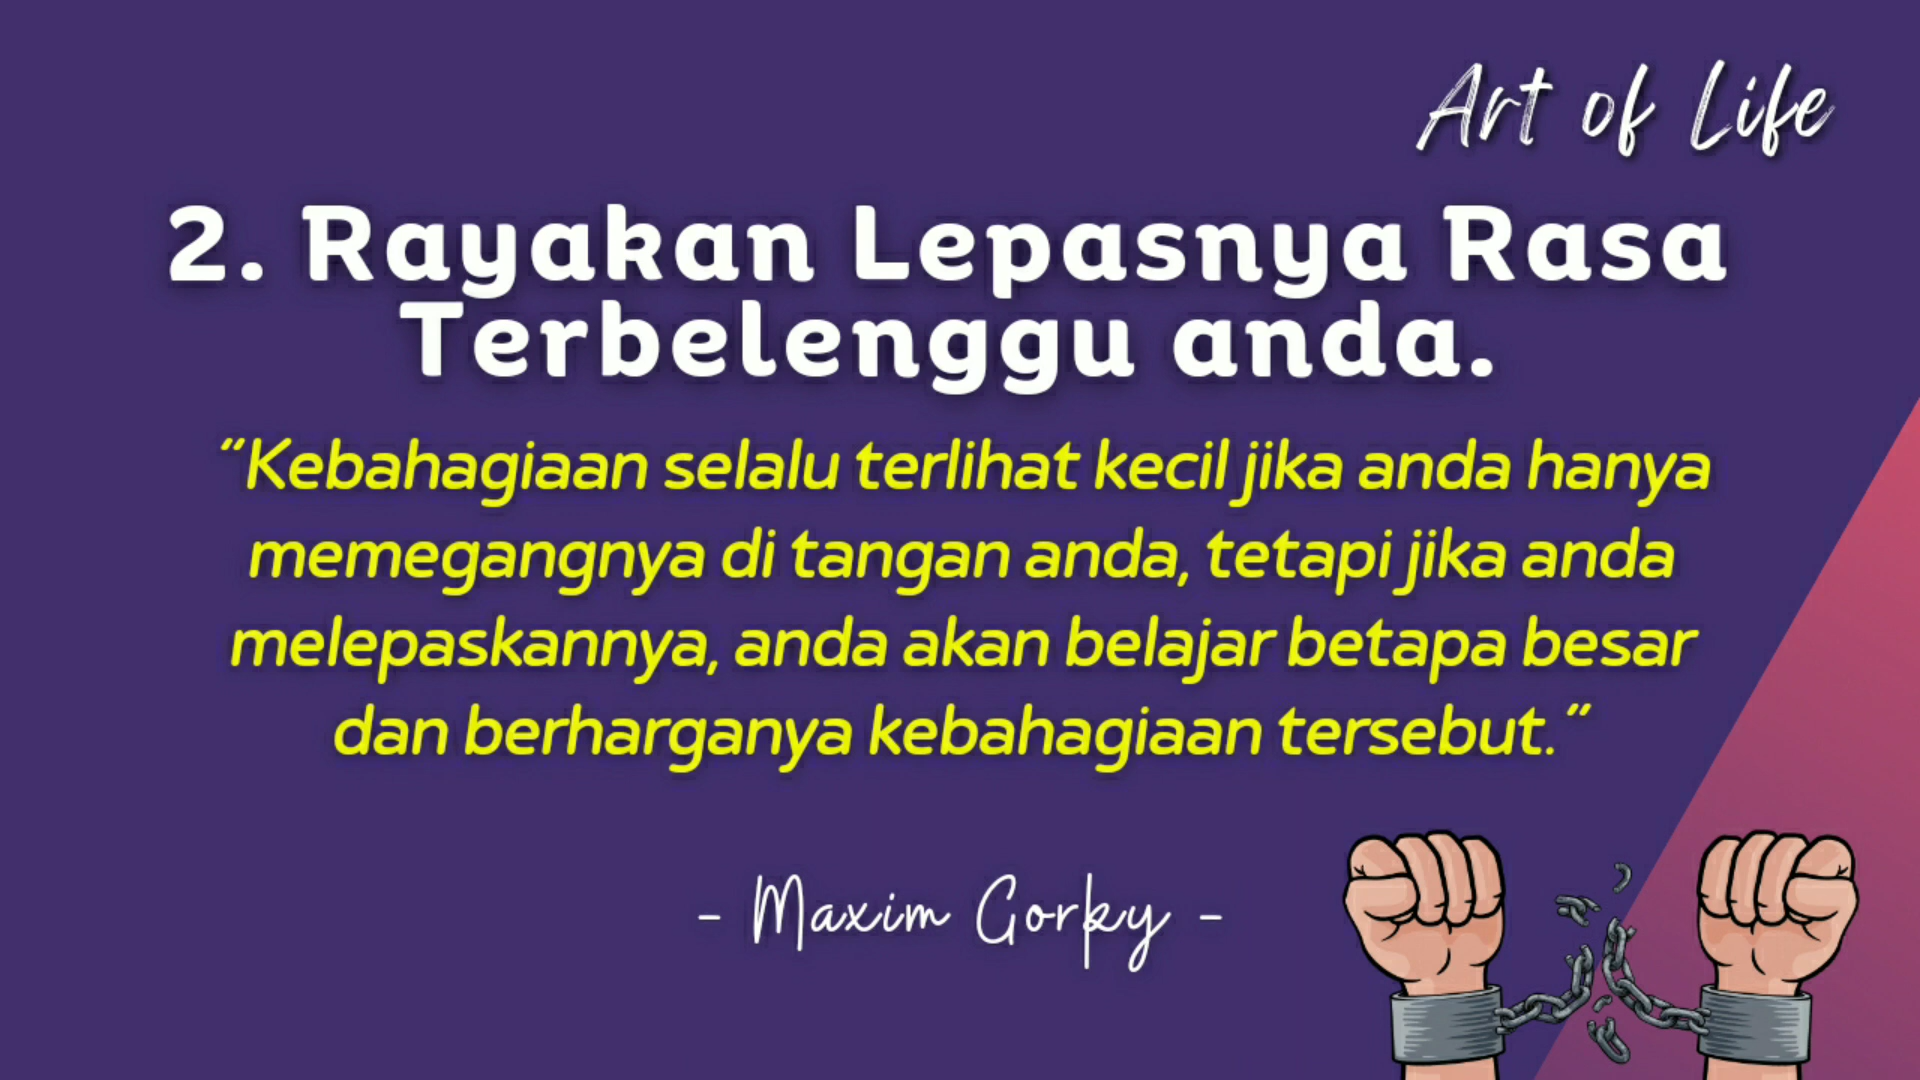 Art of Life
2. Rayakan Lepasnya Rasa
Terbelenggu anda.
“Kebahagiaan selalu terlihat kecil jika anda hanya
memegangnya di tangan anda, tetapi jika anda
melepaskannya, anda akan belajar betapa besar
dan berharganya kebahagiaan tersebut.”
- Maxim Gorky -